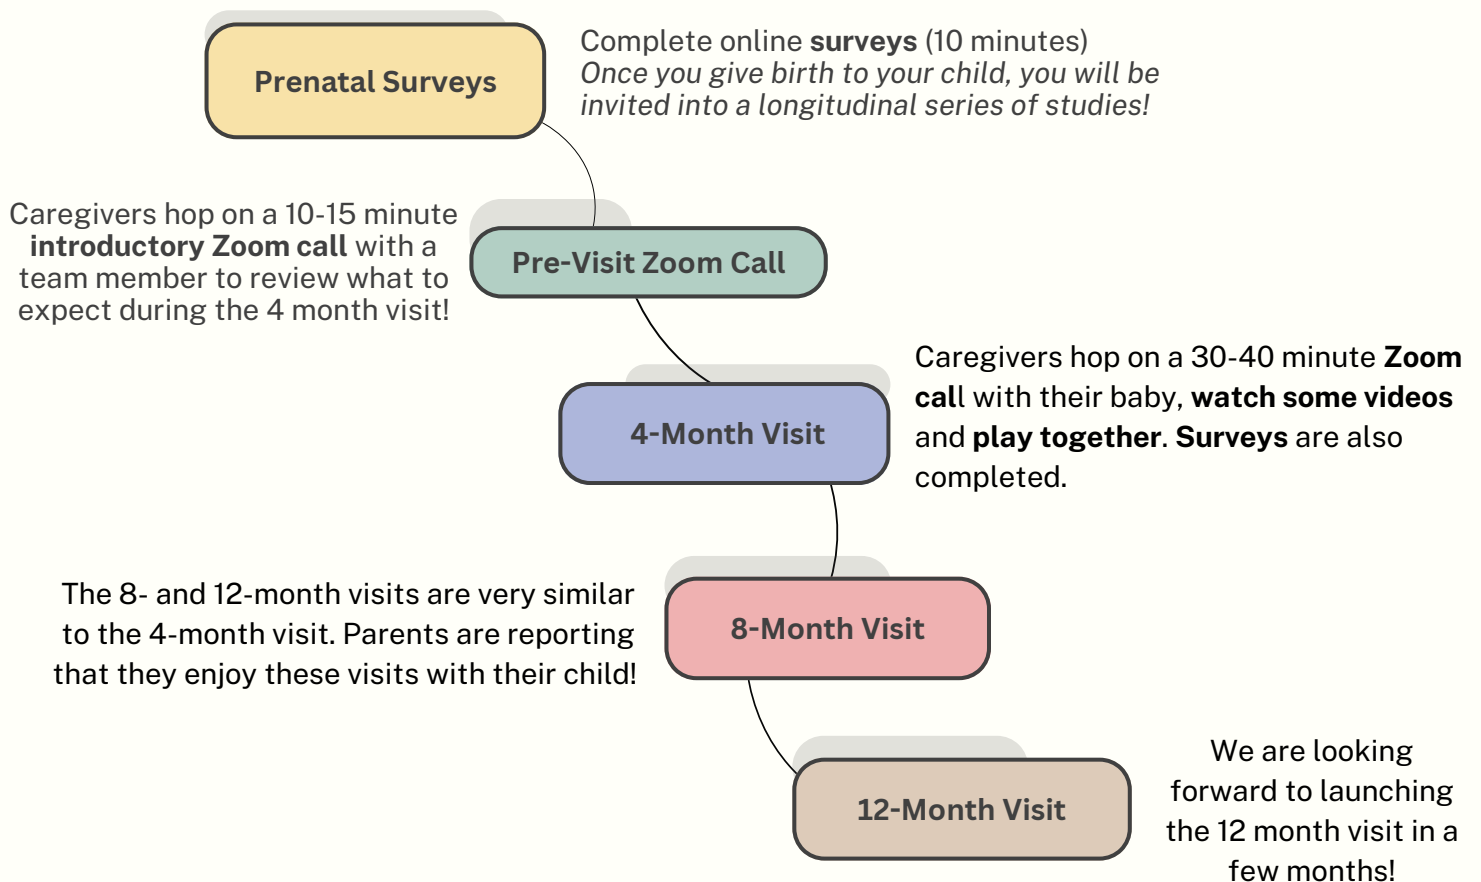 Prenatal Surveys
Complete online surveys (10 minutes)
Once you give birth to your child, you will be
invited into a longitudinal series of studies!
Caregivers hop on a 10-15 minute
introductory Zoom call with a
team member to review what to
expect during the 4 month visit!
Pre-Visit Zoom Call
4-Month Visit
Caregivers hop on a 30-40 minute Zoom
call with their baby, watch some videos
and play together. Surveys are also
completed.
The 8- and 12-month visits are very similar
to the 4-month visit. Parents are reporting
that they enjoy these visits with their child!
8-Month Visit
12-Month Visit
We are looking
forward to launching
the 12 month visit in a
few months!